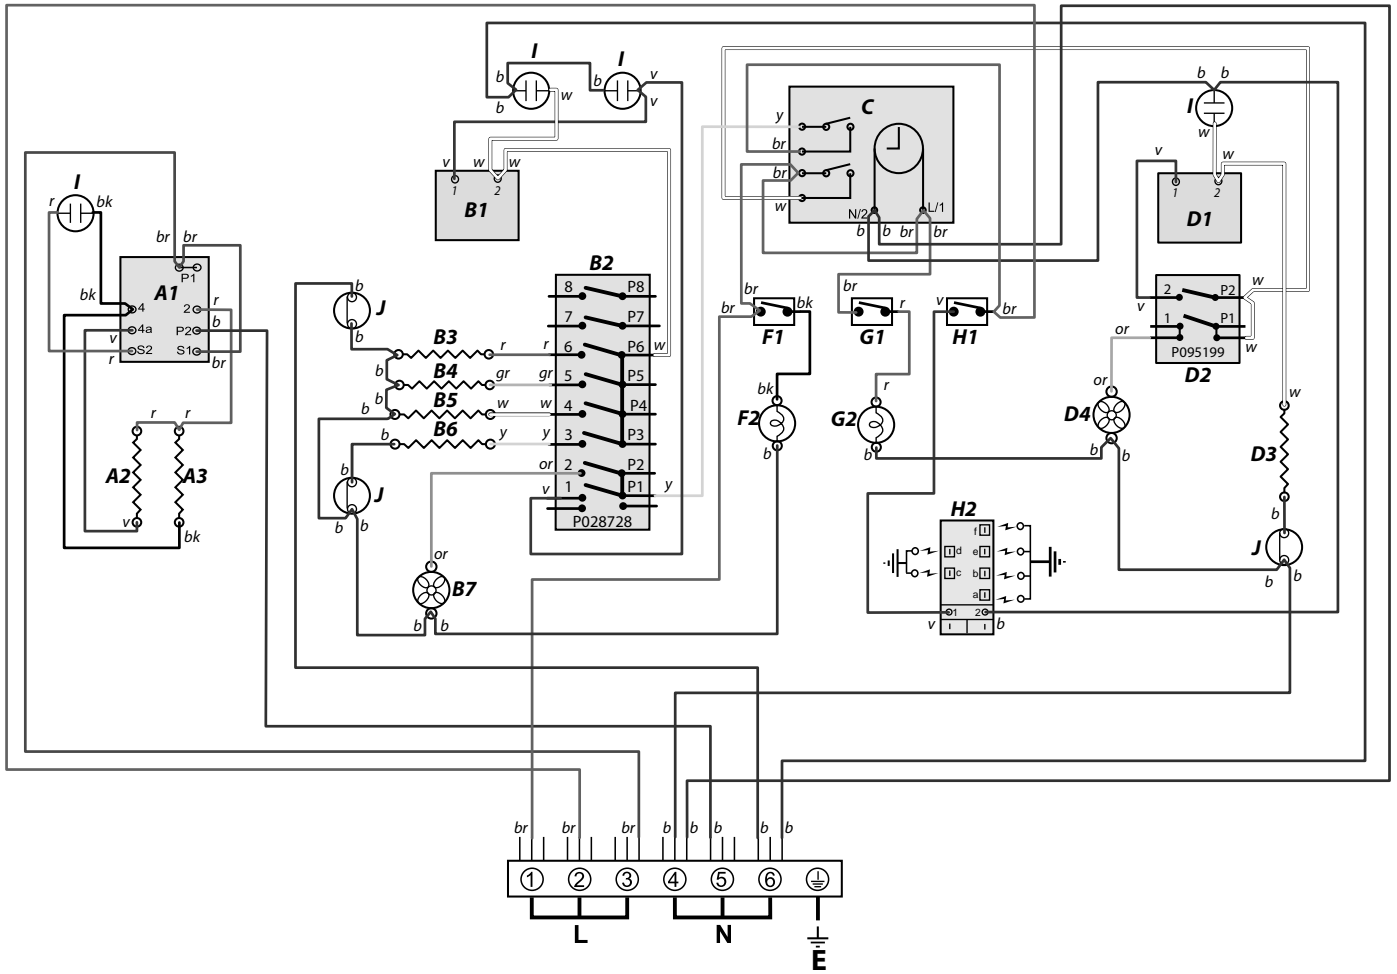 I
I
b
b
b
v
v
w
v
w
w
1
2
B1
C
y
br
br
w
N/2
L/1
b
b
br
br
b
b
I
w
v
w
1
2
D1
I
r
bk
br
br
P1
A1
bk
4
2
r
4a
P2
b
v
S2
S1
r
br
r
r
A2
A3
v
bk
b
J
b
B2
8
P8
7
P7
B3
r
r
6
P6
w
b
B4
gr
gr
5
P5
b
b
B5
w
w
4
P4
b
B6
y
y
3
P3
or
2
P2
v
1
P1
y
P028728
b
J
b
b
or
B7
b
b
br
br
bk
F1
bk
F2
b
br
r
G1
r
G2
b
v
br
H1
2
P2
w
v
or
1
P1
w
P095199
D2
or
D4
b
b
w
D3
b
J
b
b
H2
f
d
e
c
b
a
1
2
v
b
br
br
br
b
b
b
b
1
2
3
4
5
6
L
N
E